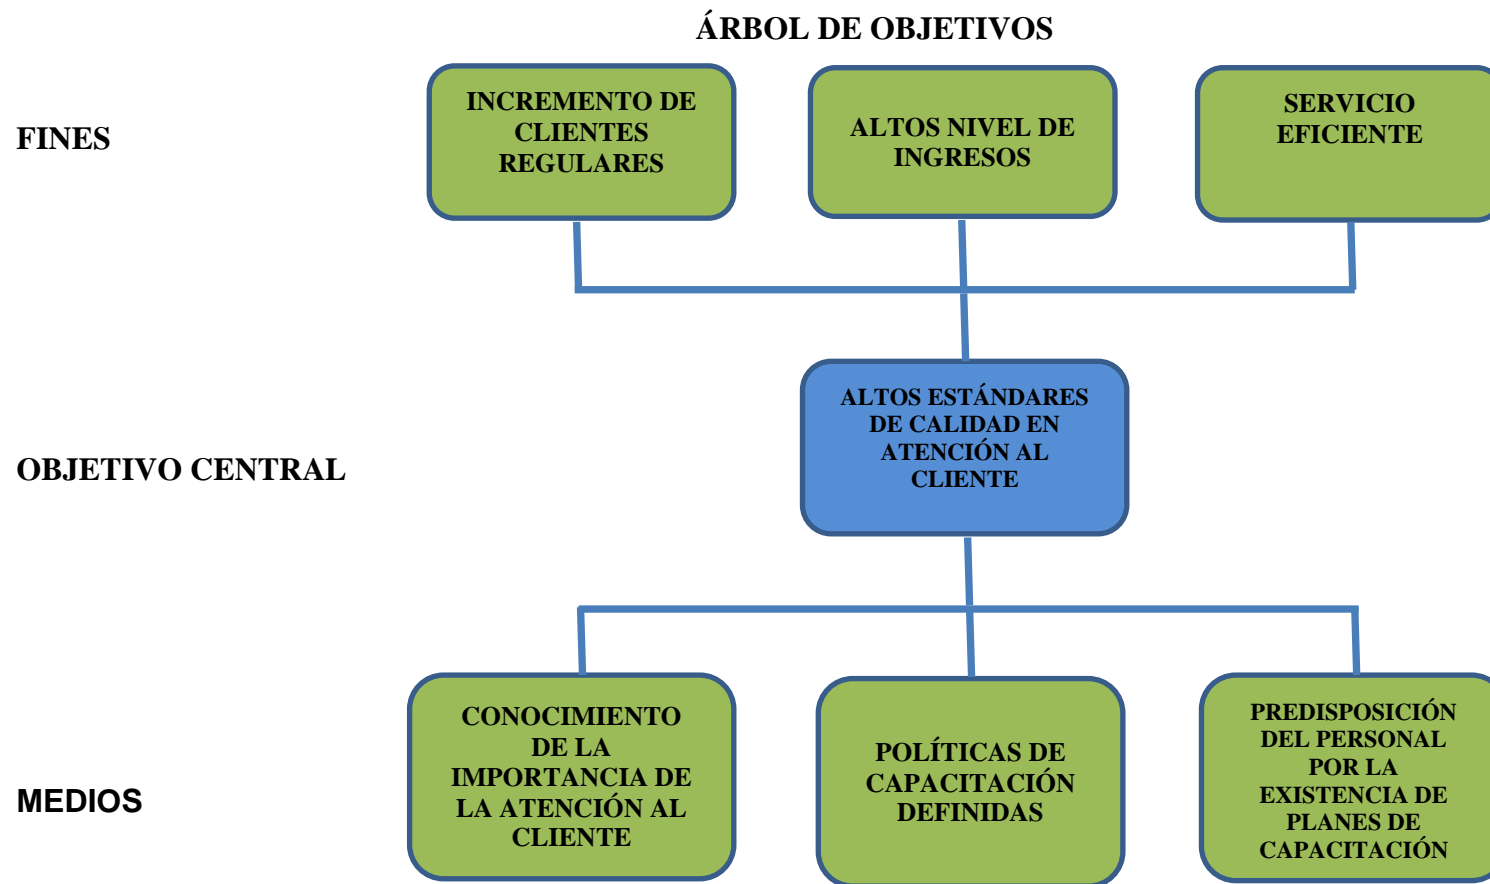 ÁRBOL DE OBJETIVOS
FINES
INCREMENTO DE
CLIENTES
REGULARES
ALTOS NIVEL DE
INGRESOS
SERVICIO
EFICIENTE
OBJETIVO CENTRAL
ALTOS ESTÁNDARES
DE CALIDAD EN
ATENCIÓN AL
CLIENTE
MEDIOS
CONOCIMIENTO
DE LA
IMPORTANCIA DE
LA ATENCIÓN AL
CLIENTE
POLÍTICAS DE
CAPACITACIÓN
DEFINIDAS
PREDISPOSICIÓN
DEL PERSONAL
POR LA
EXISTENCIA DE
PLANES DE
CAPACITACIÓN